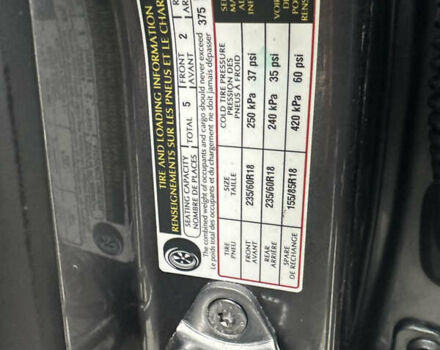 TIRE AND LOADING INFORMATION
RENSEIGNEMENTS SUR LES PNEUS ET LE CHAR
SEATING CAPACITY
NOMBRE DE PLACES
TOTAL 5
FRONT
AVANT
2
The combined weight of occupants and cargo should never exceed
Le poids total des occupants et du chargement ne doit jamais dépasser
375
TIRE
PNEU
SIZE
TAILLE
COLD TIRE PRESSURE
PRESSION DES
PNEUS À FROID
FRONT
AVANT
235/60R18
250 kPa 37 psi
REAR
ARRIÈRE
235/60R18
240 kPa 35 psi
SPARE
DE RECHANGE
155/85R18
420 kPa 60 psi